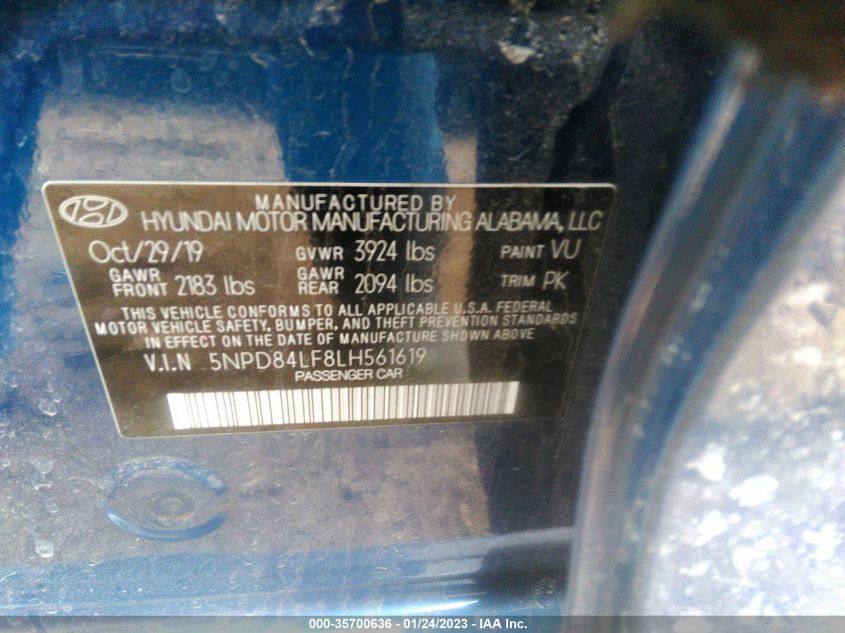 MANUFACTURED BY
HYUNDAI MOTOR MANUFACTURING ALABAMA, LLC
Oct/29/19 GVWR 3924 lbs PAINT VU
GAWR FRONT 2183 lbs GAWR REAR 2094 lbs TRIM PK
THIS VEHICLE CONFORMS TO ALL APPLICABLE U.S.A. FEDERAL
MOTOR VEHICLE SAFETY, BUMPER, AND THEFT PREVENTION STANDARDS
IN EFFECT ON THE DATE OF MANUFACTURE SHOWN ABOVE
V.I.N 5NPD84LF8LH561619
PASSENGER CAR
000-35700636 - 01/24/2023 - IAA Inc.